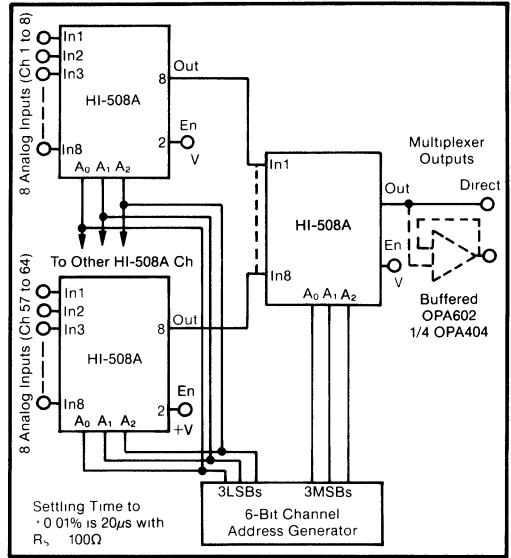 8 Analog Inputs (Ch 1 to 8)
In1
In2
In3
In8
HI-508A
8
Out
2
En
V
A0 A1 A2
To Other HI-508A Ch
8 Analog Inputs (Ch 57 to 64)
In1
In2
In3
In8
HI-508A
8
Out
2
En
+V
A0 A1 A2
In1
In8
HI-508A
Out
En
V
A0 A1 A2
Multiplexer
Outputs
Direct
Buffered
OPA602
1/4 OPA404
3LSBs 3MSBs
6-Bit Channel
Address Generator
Settling Time to
0 01% is 20µs with
100Ω